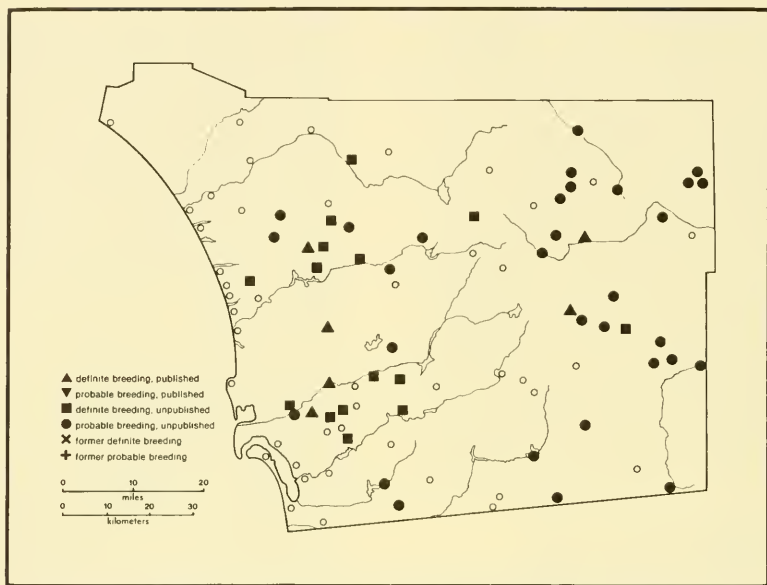 definite breeding, published
probable breeding, published
definite breeding, unpublished
probable breeding, unpublished
former definite breeding
former probable breeding
0 10 20
miles
0 10 20 30
kilometers